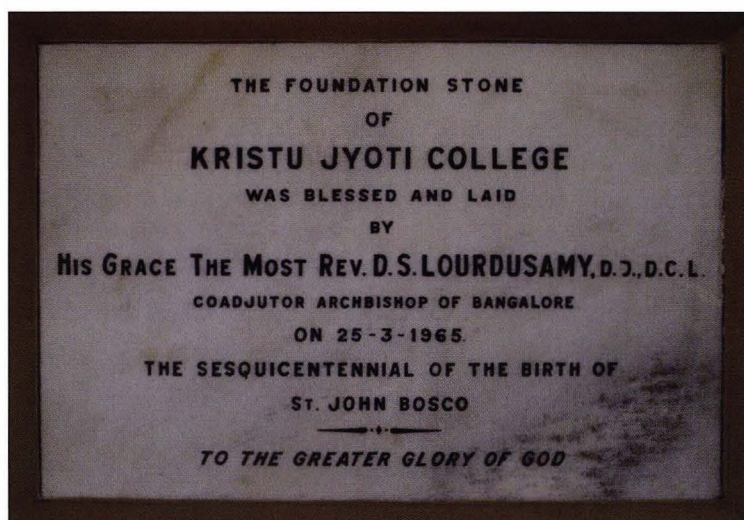 THE FOUNDATION STONE
OF
KRISTU JYOTI COLLEGE
WAS BLESSED AND LAID
BY
HIS GRACE THE MOST REV. D.S. LOURDUSAMY, D.D., D.C.L.
COADJUTOR ARCHBISHOP OF BANGALORE
ON 25-3-1965.
THE SESQUICENTENNIAL OF THE BIRTH OF
ST. JOHN BOSCO
TO THE GREATER GLORY OF GOD